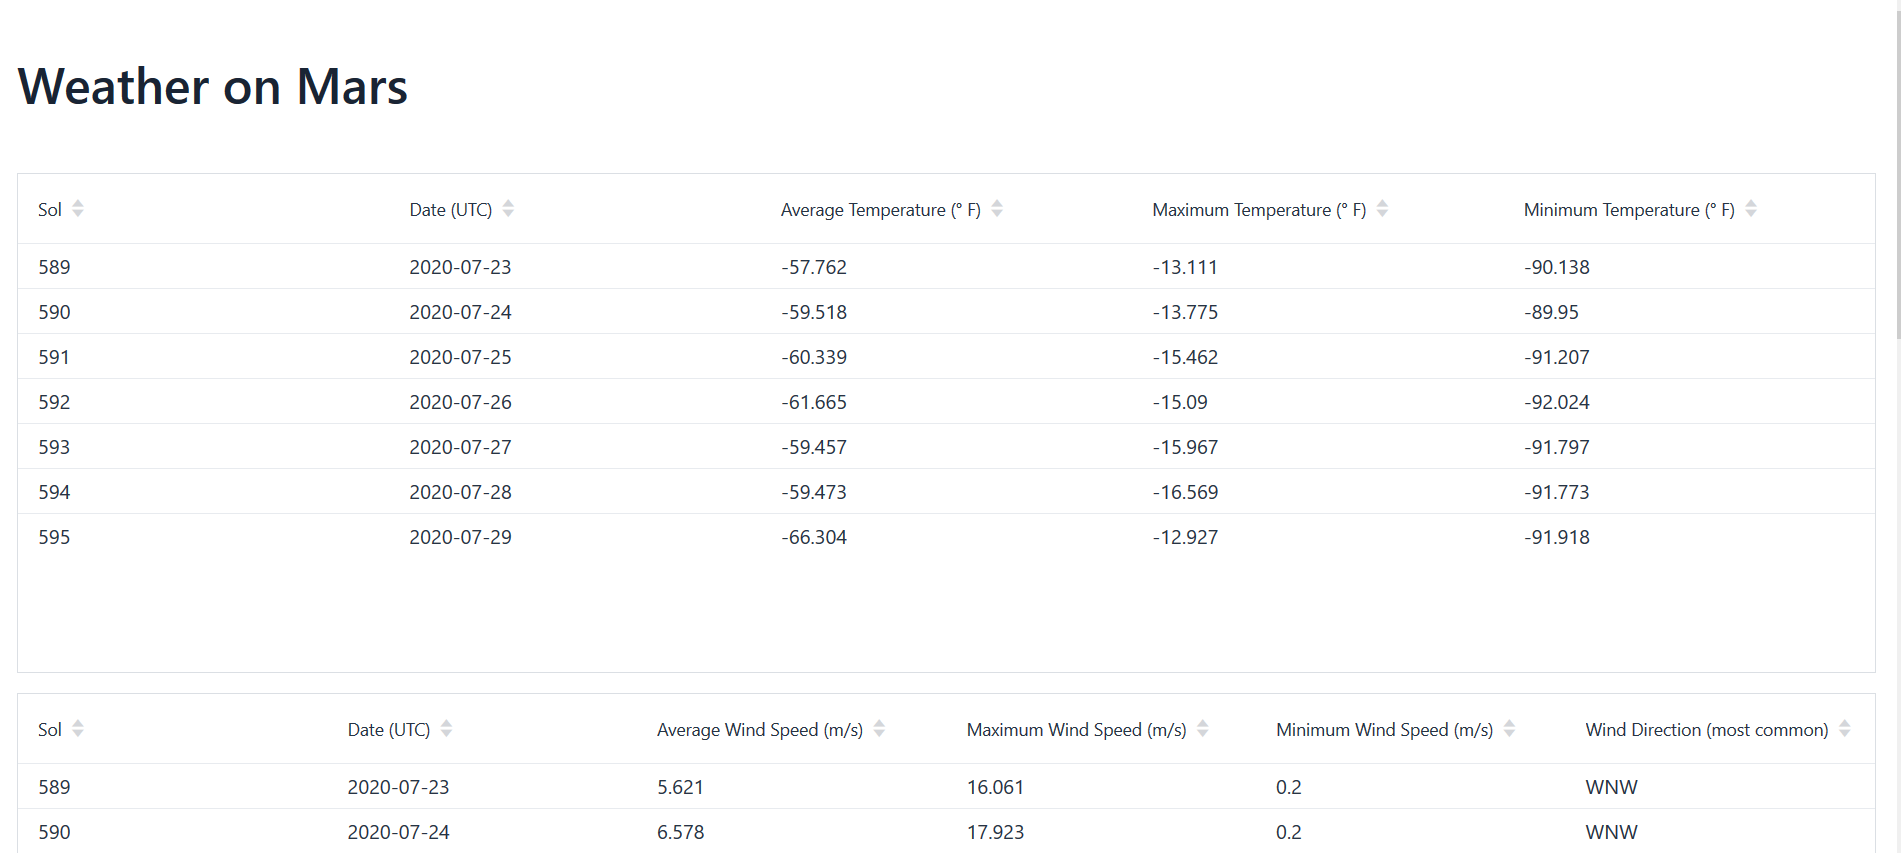 Weather on Mars
Sol Date (UTC) Average Temperature (° F) Maximum Temperature (° F) Minimum Temperature (° F)
589 2020-07-23 -57.762 -13.111 -90.138
590 2020-07-24 -59.518 -13.775 -89.95
591 2020-07-25 -60.339 -15.462 -91.207
592 2020-07-26 -61.665 -15.09 -92.024
593 2020-07-27 -59.457 -15.967 -91.797
594 2020-07-28 -59.473 -16.569 -91.773
595 2020-07-29 -66.304 -12.927 -91.918
Sol Date (UTC) Average Wind Speed (m/s) Maximum Wind Speed (m/s) Minimum Wind Speed (m/s) Wind Direction (most common)
589 2020-07-23 5.621 16.061 0.2 WNW
590 2020-07-24 6.578 17.923 0.2 WNW